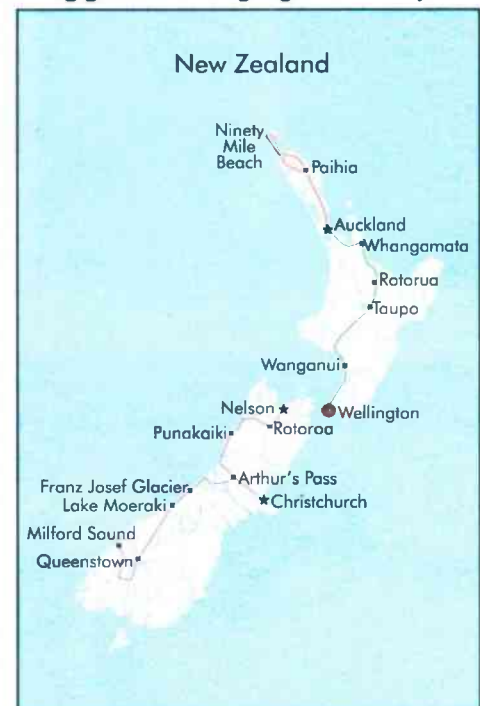 New Zealand
Ninety
Mile
Beach
Paihia
Auckland
Whangamata
Rotorua
Taupo
Wanganui
Nelson
Wellington
Rotoroa
Punakaiki
Arthur's Pass
Franz Josef Glacier
Christchurch
Lake Moeraki
Milford Sound
Queenstown